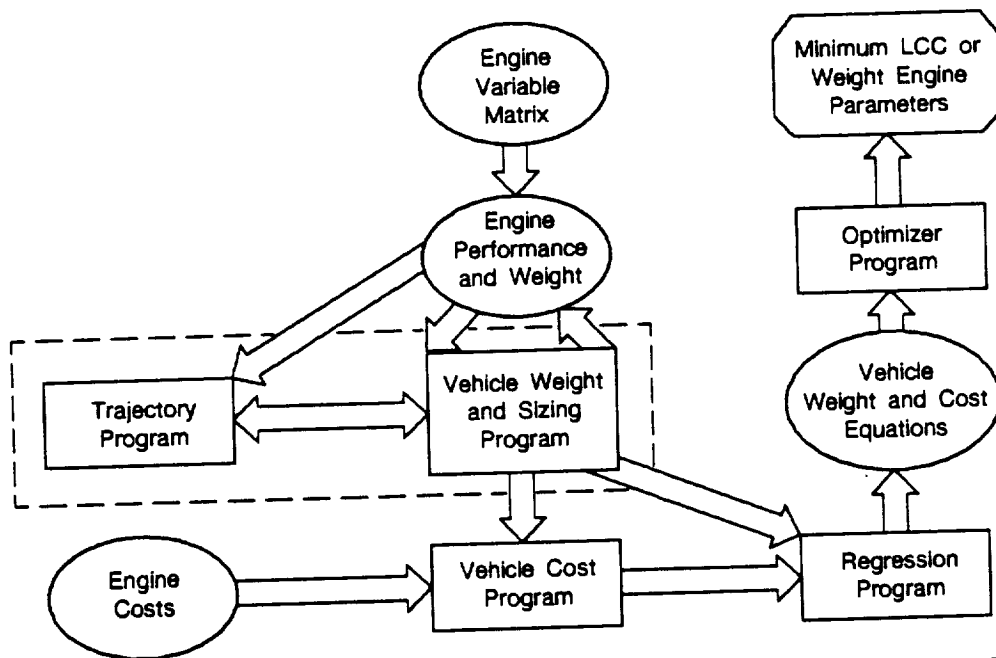 Engine
Variable
Matrix
Minimum LCC or
Weight Engine
Parameters
Engine
Performance
and Weight
Optimizer
Program
Trajectory
Program
Vehicle Weight
and Sizing
Program
Vehicle
Weight and Cost
Equations
Engine
Costs
Vehicle Cost
Program
Regression
Program